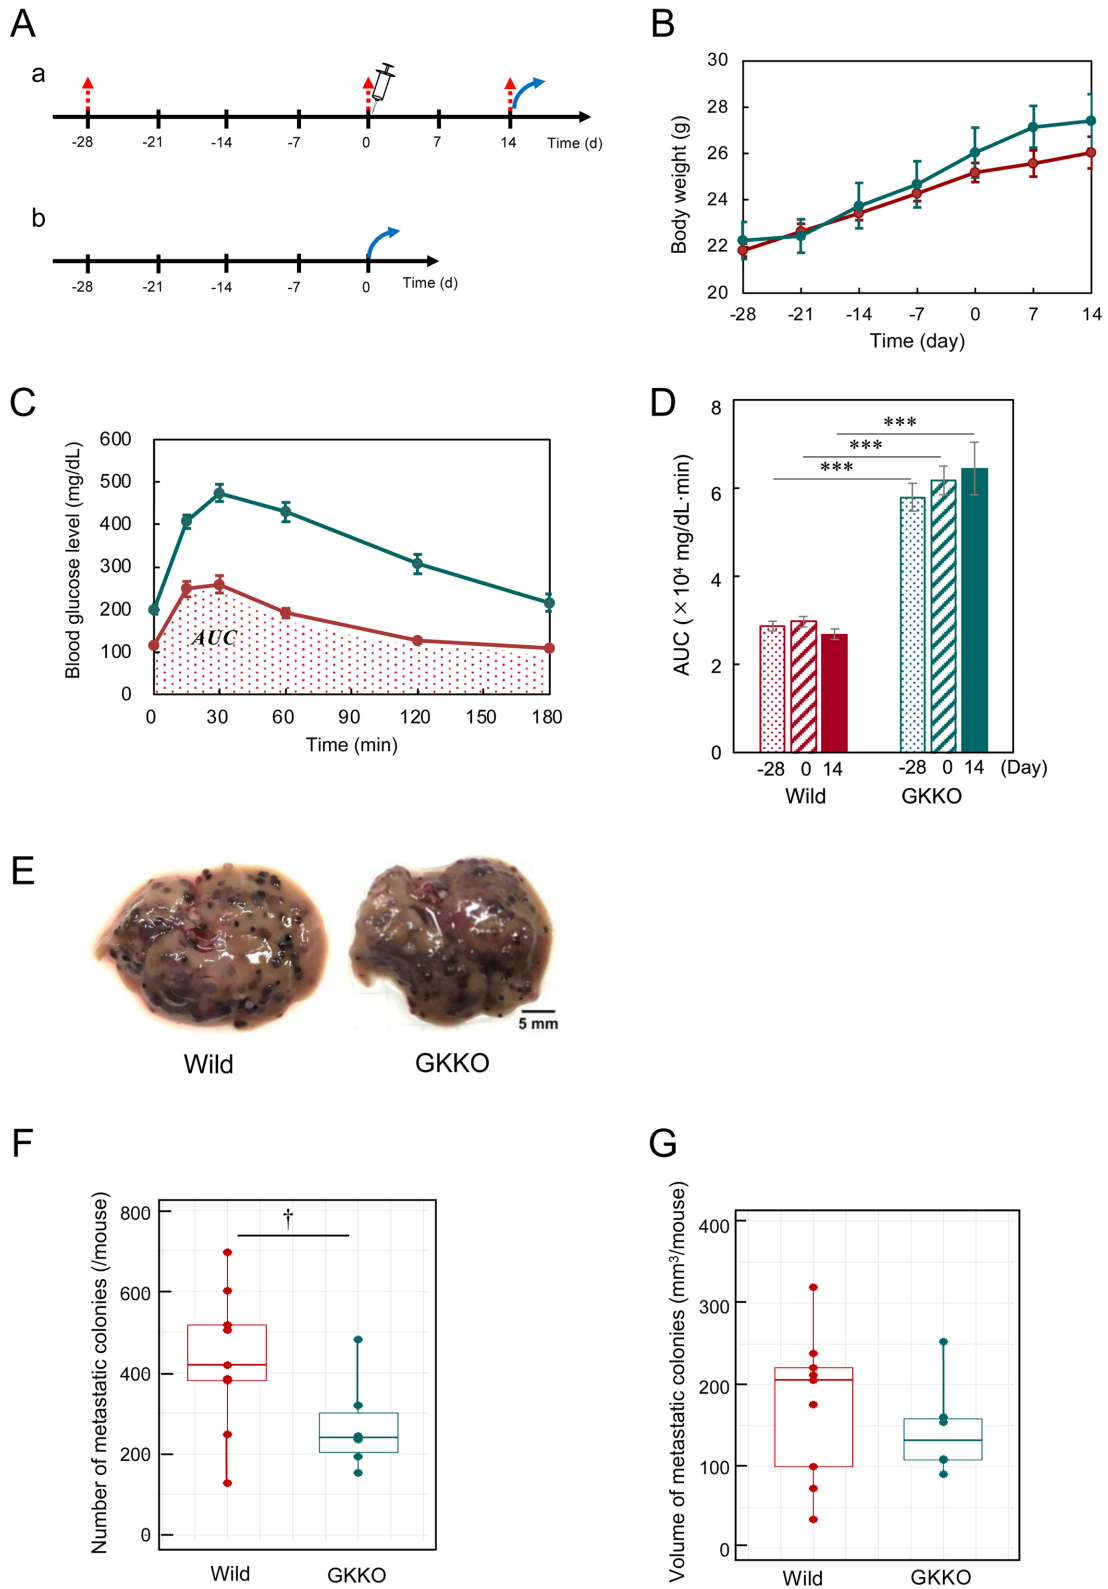 A
a
-28
-21
-14
-7
0
7
14
Time (d)
b
-28
-21
-14
-7
0
Time (d)
B
Body weight (g)
30
28
26
24
22
20
-28
-21
-14
-7
0
7
14
Time (day)
C
Blood glucose level (mg/dL)
600
500
400
300
200
100
0
AUC
0
30
60
90
120
150
180
Time (min)
D
AUC (×10⁴ mg/dL·min)
8
6
4
2
0
***
***
***
-28
0
14
-28
0
14
(Day)
Wild
GKKO
E
5 mm
Wild
GKKO
F
Number of metastatic colonies (/mouse)
800
600
400
200
0
†
Wild
GKKO
G
Volume of metastatic colonies (mm³/mouse)
400
300
200
100
0
Wild
GKKO